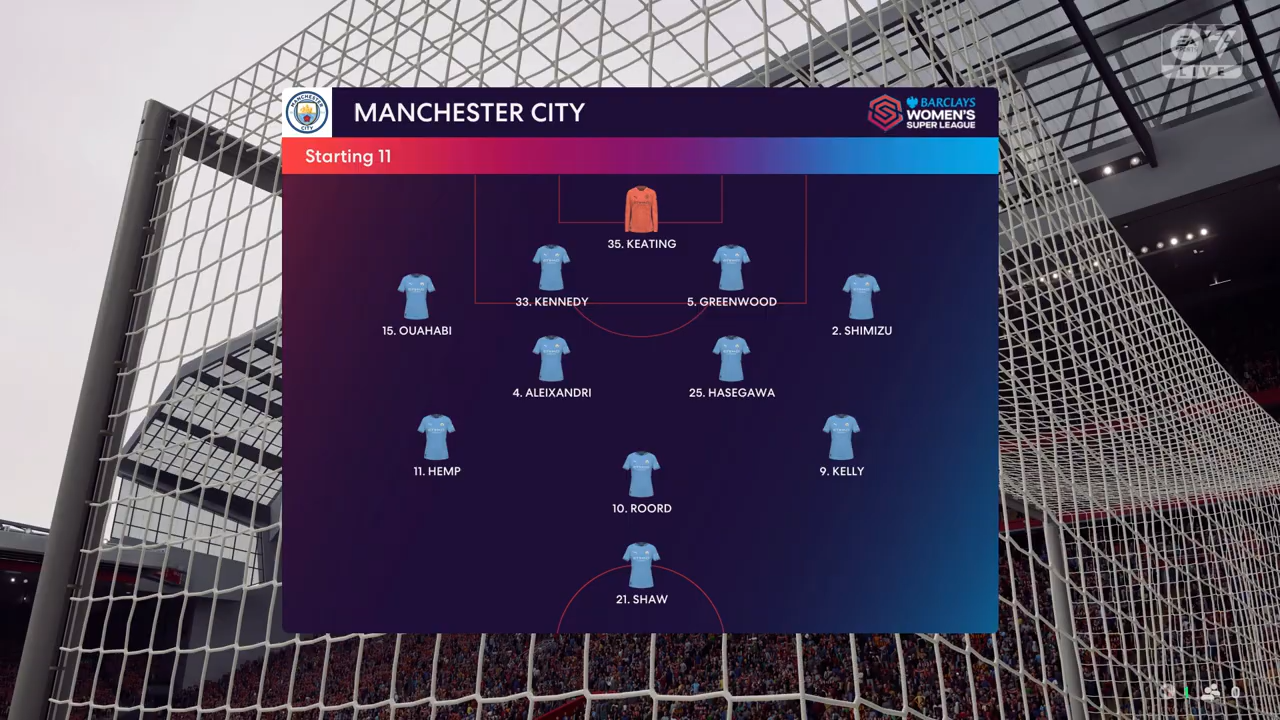 MANCHESTER CITY
BARCLAYS
WOMEN'S
SUPER LEAGUE
Starting 11
35. KEATING
33. KENNEDY
5. GREENWOOD
15. OUAHABI
2. SHIMIZU
4. ALEIXANDRI
25. HASEGAWA
11. HEMP
9. KELLY
10. ROORD
21. SHAW
LIVE
0